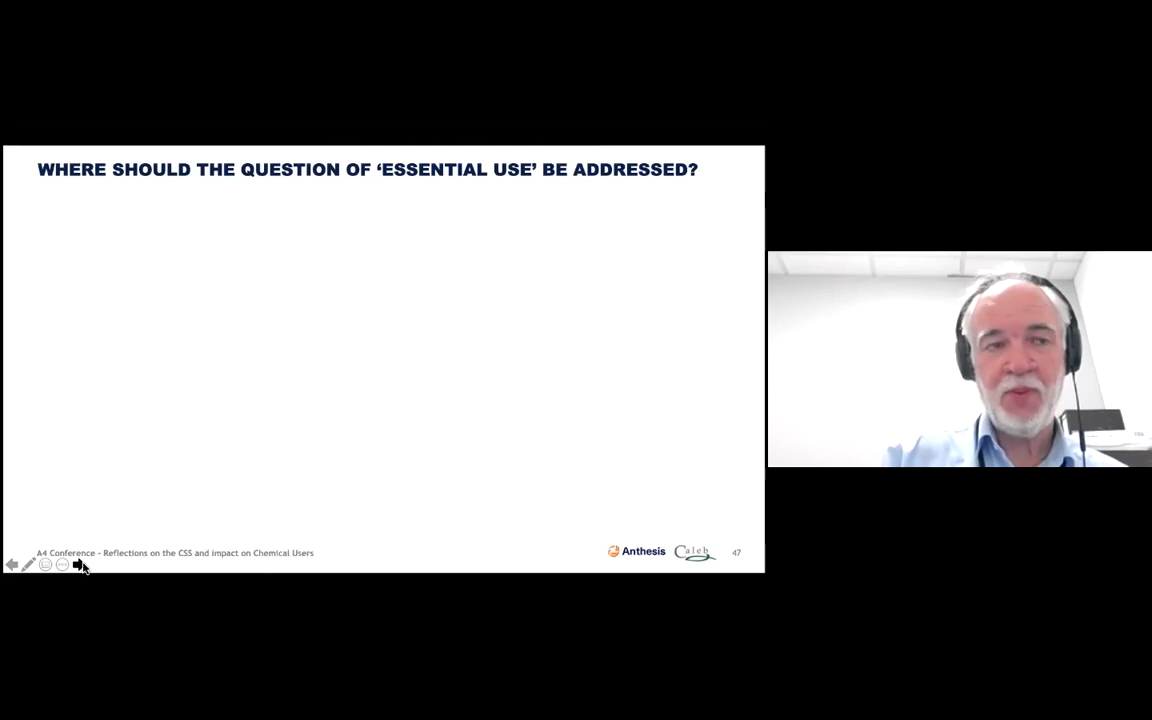 WHERE SHOULD THE QUESTION OF ‘ESSENTIAL USE’ BE ADDRESSED?
A4 Conference - Reflections on the CSS and impact on Chemical Users
Anthesis
Caleb
47